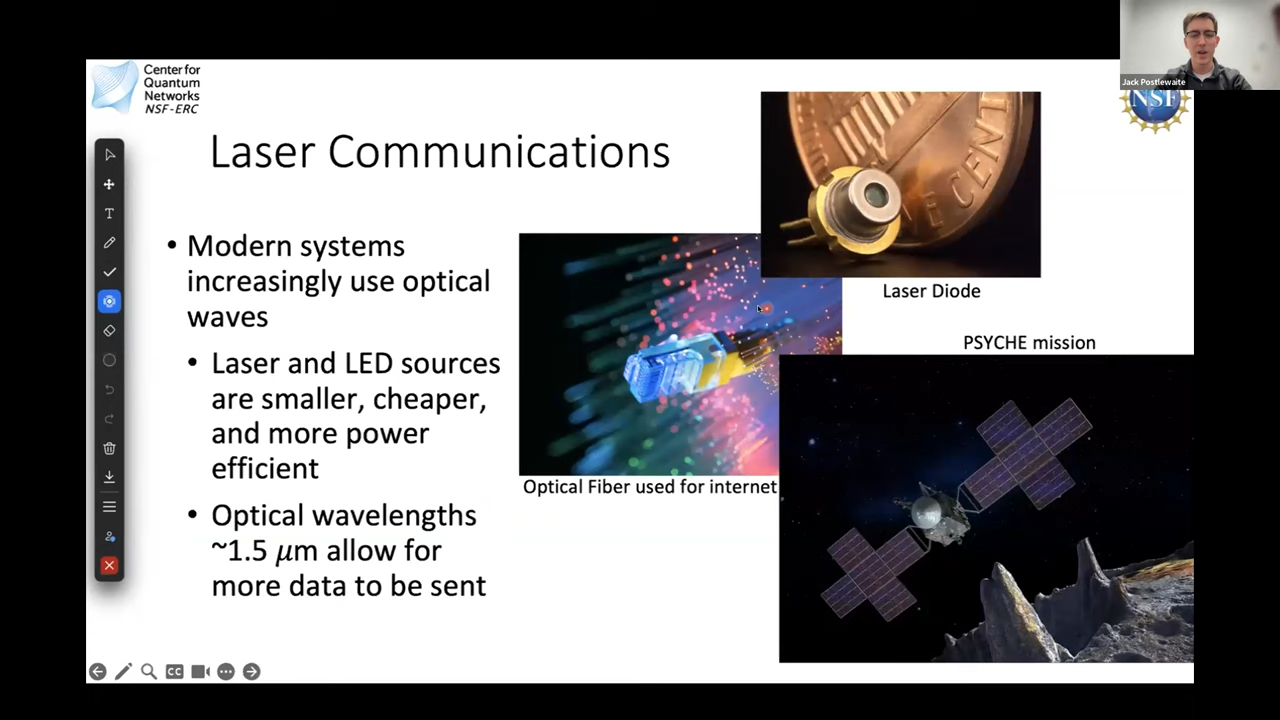 Center for
Quantum
Networks
NSF-ERC
Jack Postlewaite
NSF
Laser Communications
• Modern systems
increasingly use optical
waves
• Laser and LED sources
are smaller, cheaper,
and more power
efficient
• Optical wavelengths
~1.5 𝜇m allow for
more data to be sent
E CENT
Laser Diode
Optical Fiber used for internet
PSYCHE mission
T
CC